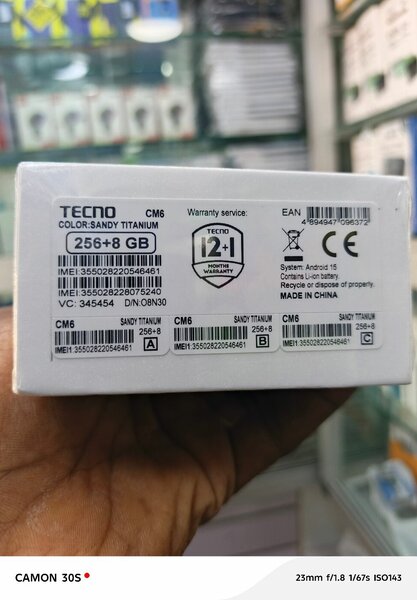 TECNO CM6
COLOR:SANDY TITANIUM
256+8 GB
IMEI:355028220546461
IMEI:355028228075240
VC: 345454 D/N:O8N30
Warranty service:
TECNO
12+1
MONTHS
WARRANTY
EAN
4 894947 096372
CE
System: Android 15
Contains Li-ion battery.
Recycle or dispose of properly.
MADE IN CHINA
CM6 SANDY TITANIUM
256+8
IMEI1:355028220546461 A
CM6 SANDY TITANIUM
256+8
IMEI1:355028220546461 B
CM6 SANDY TITANIUM
256+8
IMEI1:355028220546461 C
CAMON 30S
23mm f/1.8 1/67s ISO143